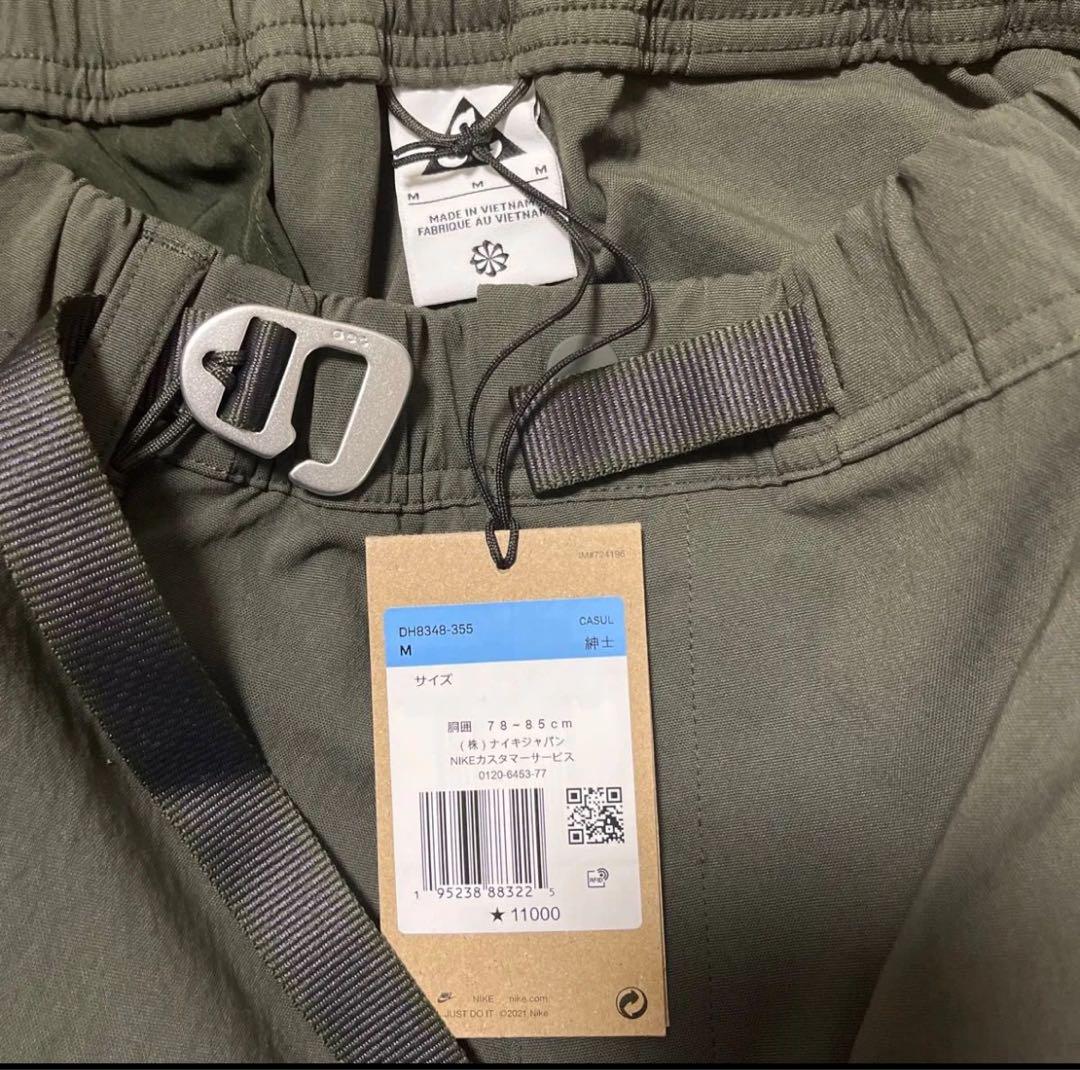 M M M
MADE IN VIETNAM
FABRIQUE AU VIETNAM
IM#724196
DH8348-355 CASUL
M 紳士
サイズ
胴囲 78~85cm
(株)ナイキジャパン
NIKEカスタマーサービス
0120-6453-77
RFID
1 95238 88322 5
★ 11000
NIKE nike.com
JUST DO IT ©2021 Nike